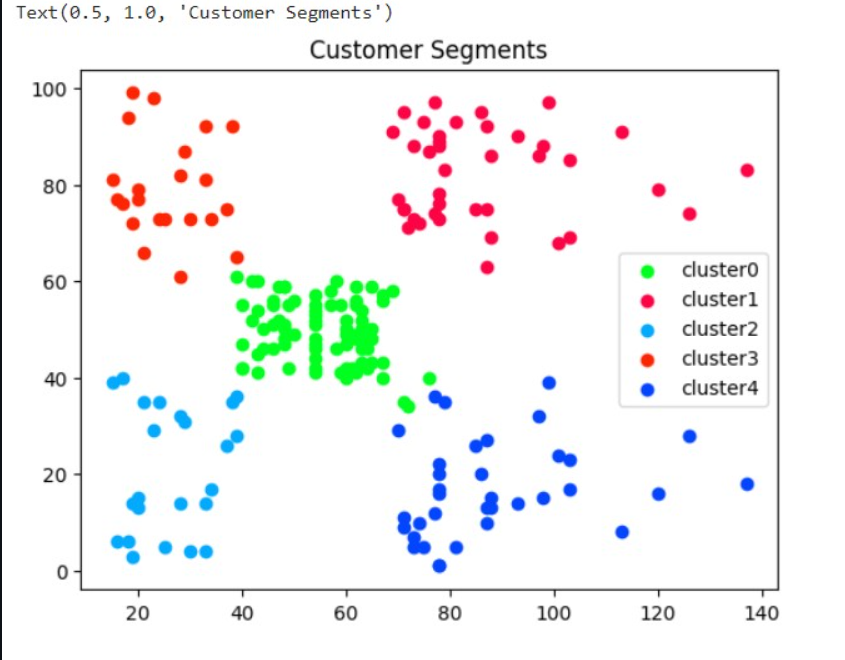 Text(0.5, 1.0, 'Customer Segments')
Customer Segments
100
80
60
40
20
0
cluster0
cluster1
cluster2
cluster3
cluster4
20 40 60 80 100 120 140